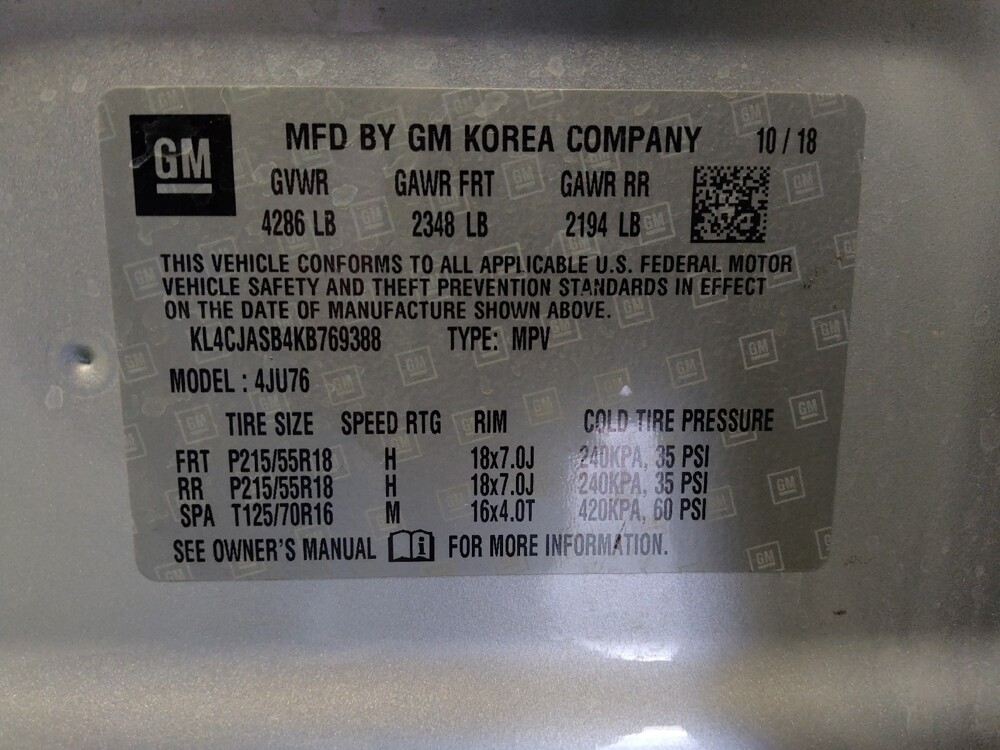 GM
MFD BY GM KOREA COMPANY 10 / 18
GVWR GAWR FRT GAWR RR
4286 LB 2348 LB 2194 LB
THIS VEHICLE CONFORMS TO ALL APPLICABLE U.S. FEDERAL MOTOR
VEHICLE SAFETY AND THEFT PREVENTION STANDARDS IN EFFECT
ON THE DATE OF MANUFACTURE SHOWN ABOVE.
KL4CJASB4KB769388 TYPE: MPV
MODEL : 4JU76
TIRE SIZE SPEED RTG RIM COLD TIRE PRESSURE
FRT P215/55R18 H 18x7.0J 240KPA, 35 PSI
RR P215/55R18 H 18x7.0J 240KPA, 35 PSI
SPA T125/70R16 M 16x4.0T 420KPA, 60 PSI
SEE OWNER'S MANUAL i FOR MORE INFORMATION.